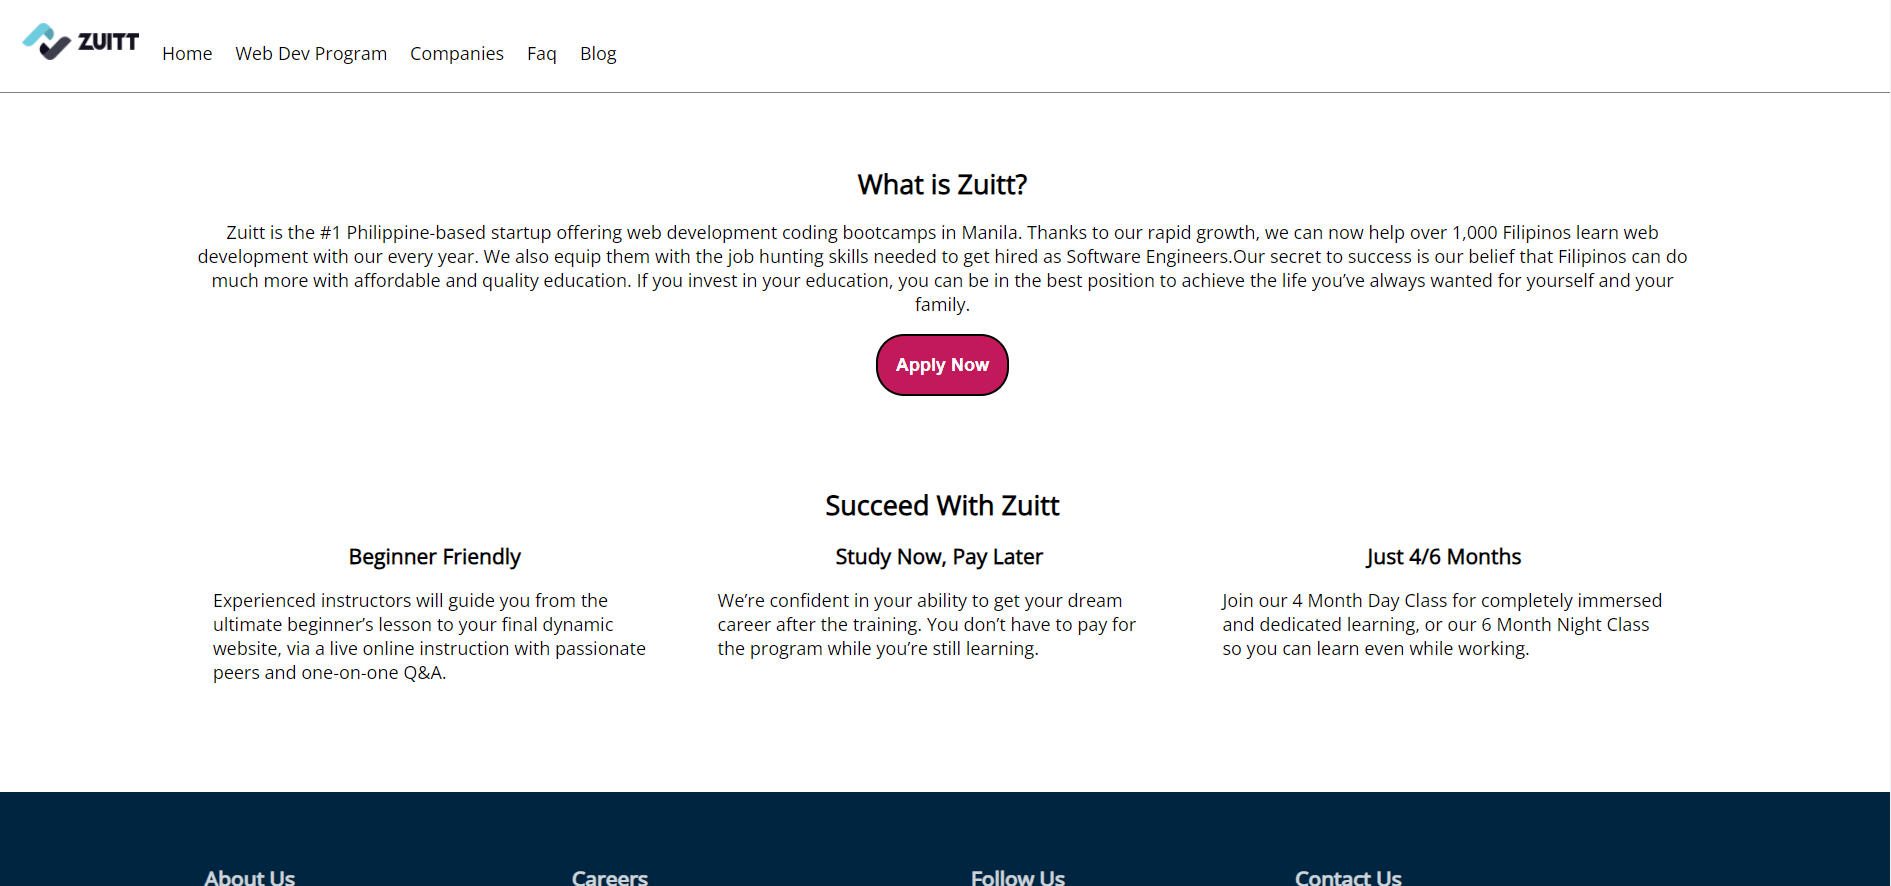 ZUITT
Home Web Dev Program Companies Faq Blog
What is Zuitt?
Zuitt is the #1 Philippine-based startup offering web development coding bootcamps in Manila. Thanks to our rapid growth, we can now help over 1,000 Filipinos learn web
development with our every year. We also equip them with the job hunting skills needed to get hired as Software Engineers.Our secret to success is our belief that Filipinos can do
much more with affordable and quality education. If you invest in your education, you can be in the best position to achieve the life you’ve always wanted for yourself and your
family.
Apply Now
Succeed With Zuitt
Beginner Friendly
Experienced instructors will guide you from the
ultimate beginner’s lesson to your final dynamic
website, via a live online instruction with passionate
peers and one-on-one Q&A.
Study Now, Pay Later
We’re confident in your ability to get your dream
career after the training. You don’t have to pay for
the program while you’re still learning.
Just 4/6 Months
Join our 4 Month Day Class for completely immersed
and dedicated learning, or our 6 Month Night Class
so you can learn even while working.
About Us Careers Follow Us Contact Us